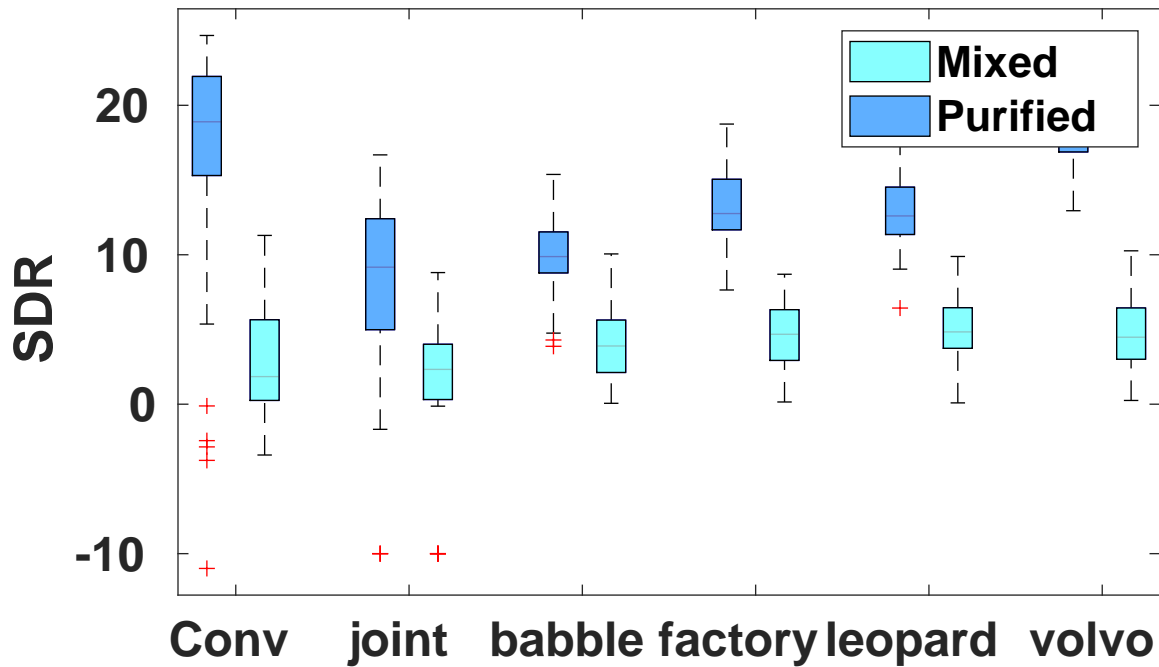 Mixed
Purified
20
10
0
-10
SDR
Conv joint babble factory leopard volvo